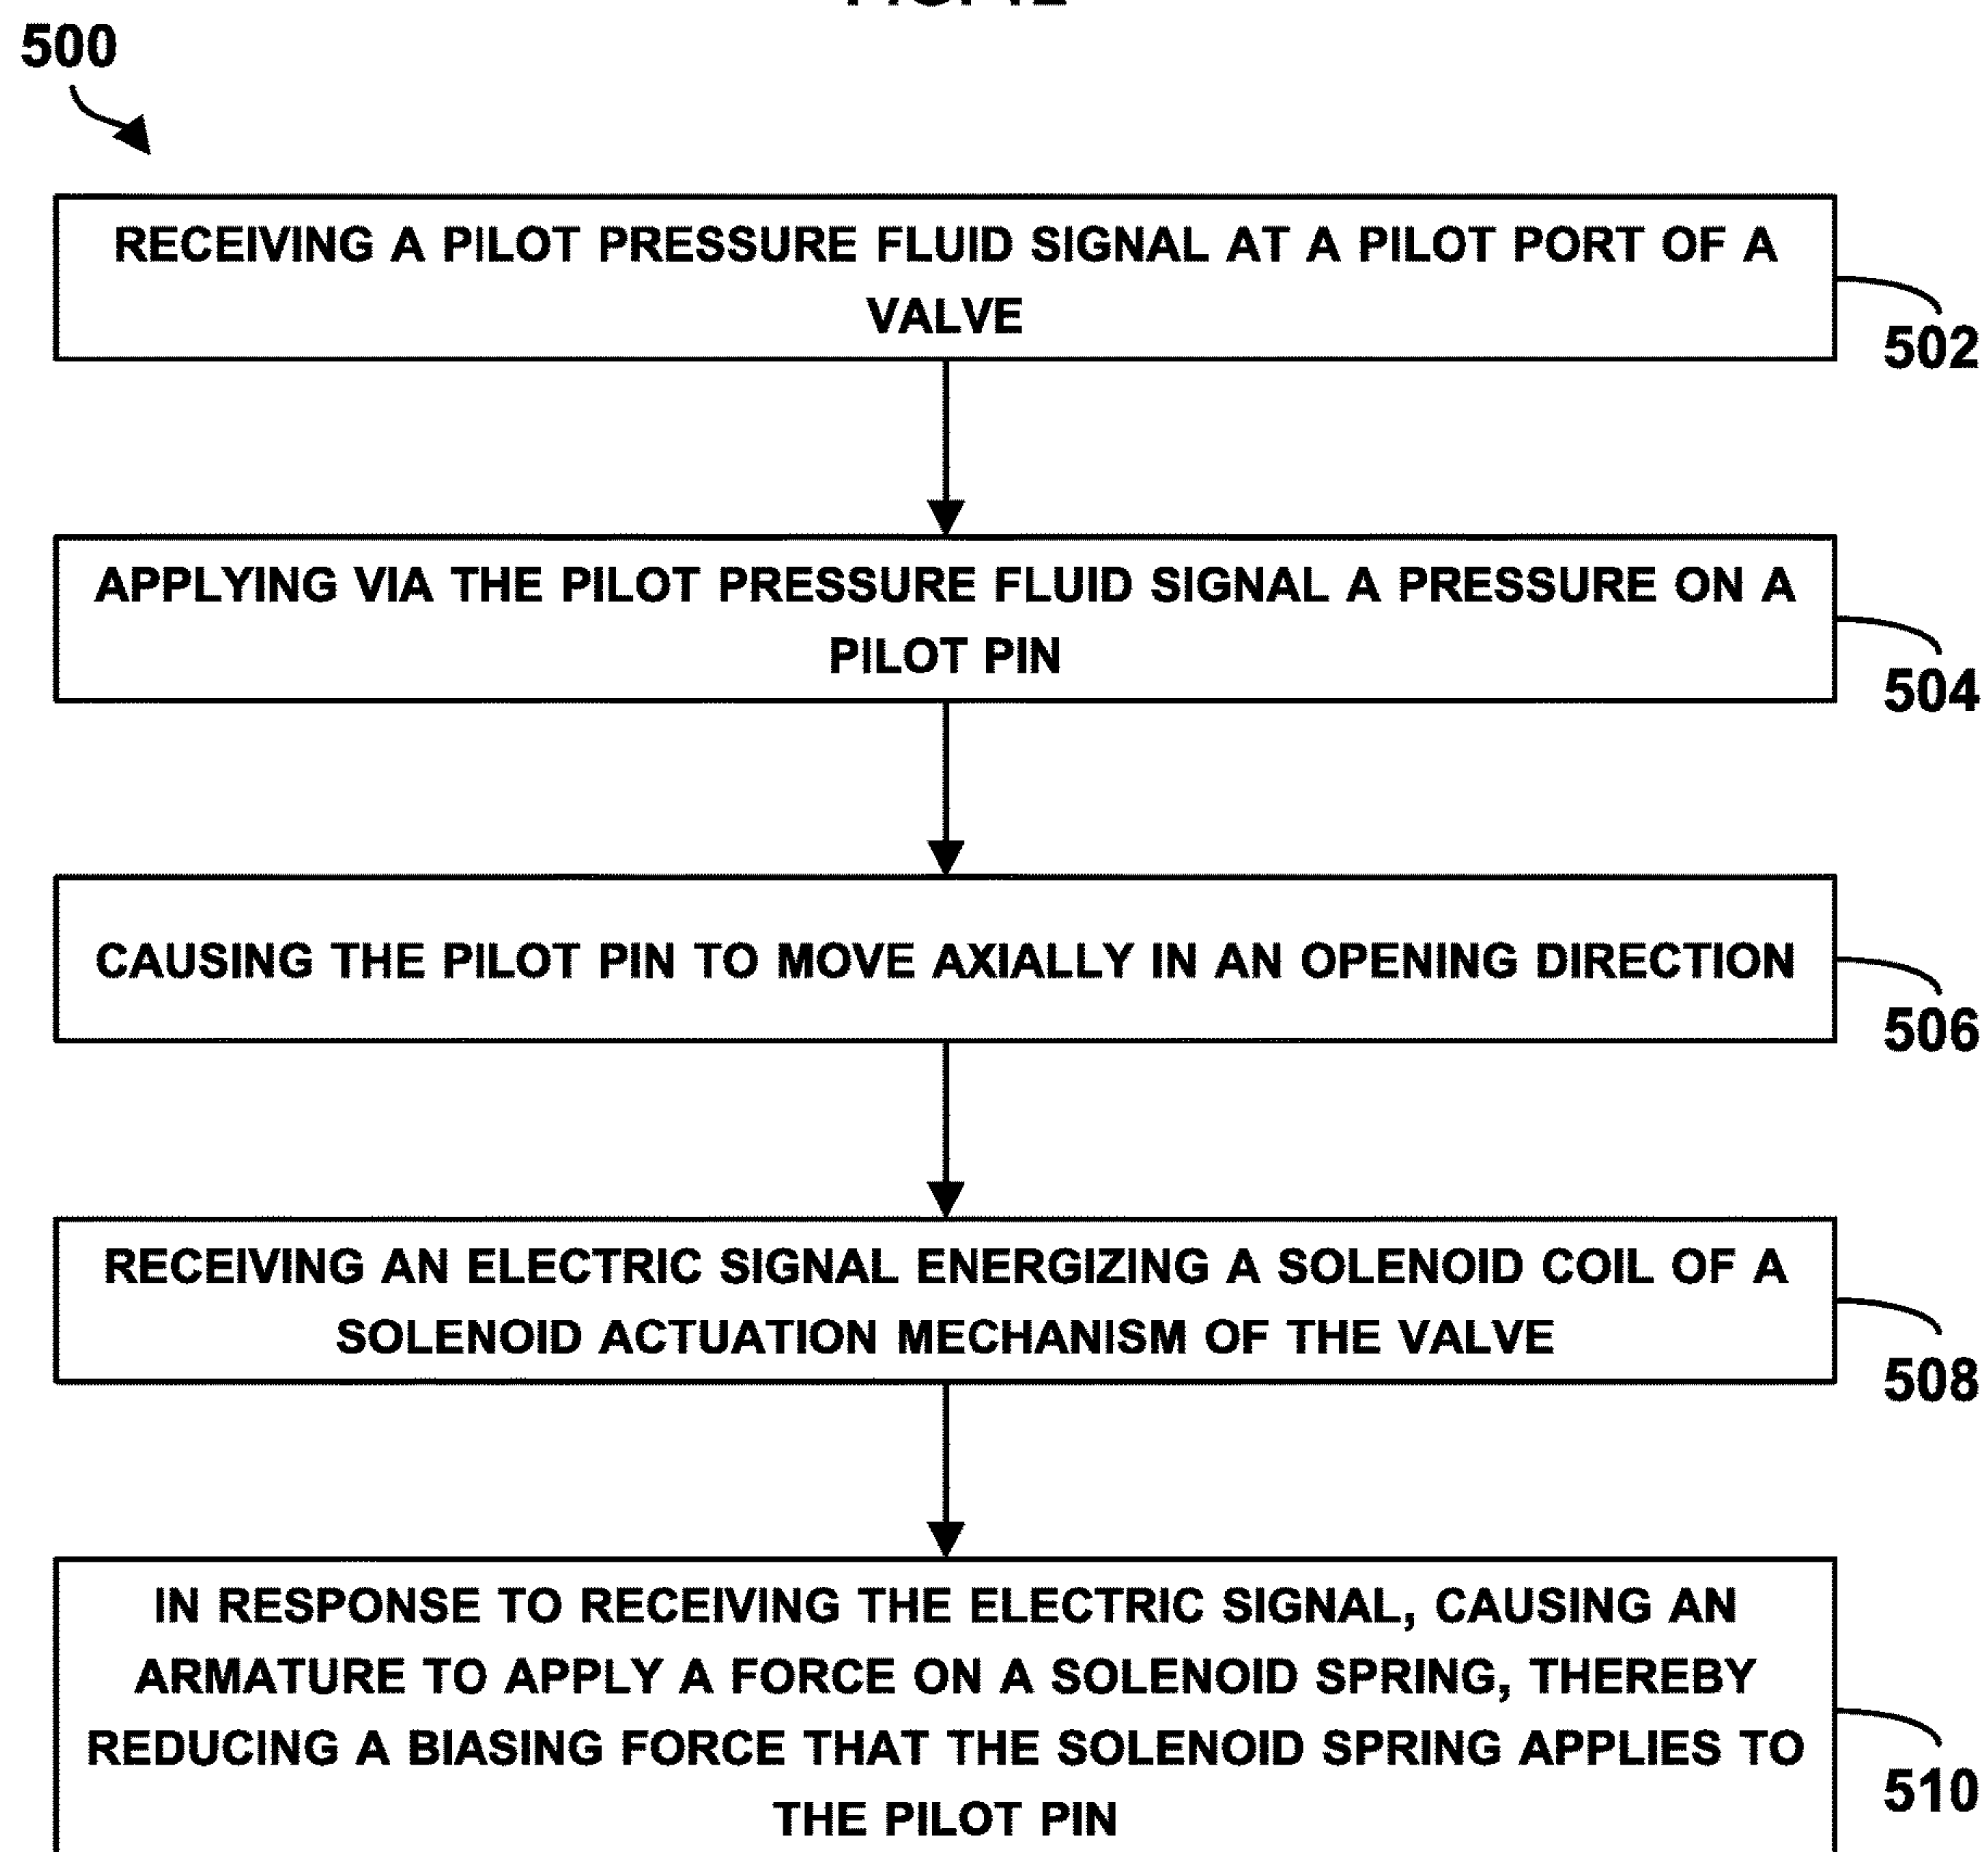 500
RECEIVING A PILOT PRESSURE FLUID SIGNAL AT A PILOT PORT OF A
VALVE
502
APPLYING VIA THE PILOT PRESSURE FLUID SIGNAL A PRESSURE ON A
PILOT PIN
504
CAUSING THE PILOT PIN TO MOVE AXIALLY IN AN OPENING DIRECTION
506
RECEIVING AN ELECTRIC SIGNAL ENERGIZING A SOLENOID COIL OF A
SOLENOID ACTUATION MECHANISM OF THE VALVE
508
IN RESPONSE TO RECEIVING THE ELECTRIC SIGNAL, CAUSING AN
ARMATURE TO APPLY A FORCE ON A SOLENOID SPRING, THEREBY
REDUCING A BIASING FORCE THAT THE SOLENOID SPRING APPLIES TO
THE PILOT PIN
510